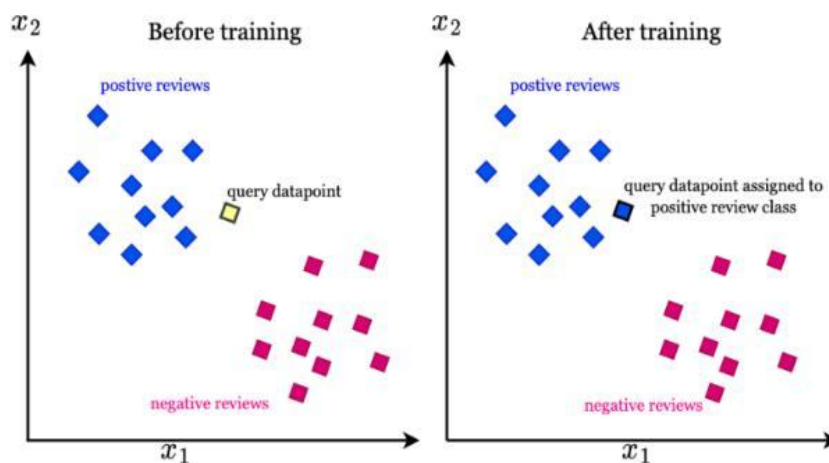 x₂
Before training
postive reviews
query datapoint
negative reviews
x₁
x₂
After training
postive reviews
query datapoint assigned to
positive review class
negative reviews
x₁